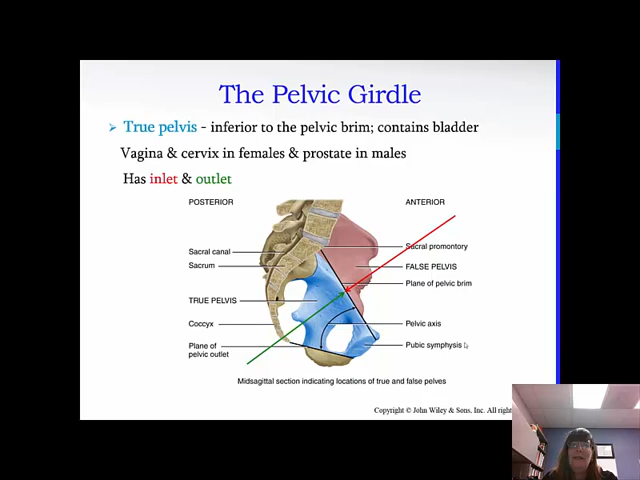 The Pelvic Girdle
True pelvis - inferior to the pelvic brim; contains bladder
Vagina & cervix in females & prostate in males
Has inlet & outlet
POSTERIOR
ANTERIOR
Sacral canal
Sacrum
TRUE PELVIS
Coccyx
Plane of
pelvic outlet
Sacral promontory
FALSE PELVIS
Plane of pelvic brim
Pelvic axis
Pubic symphysis
Midsagittal section indicating locations of true and false pelves
Copyright © John Wiley & Sons, Inc. All right